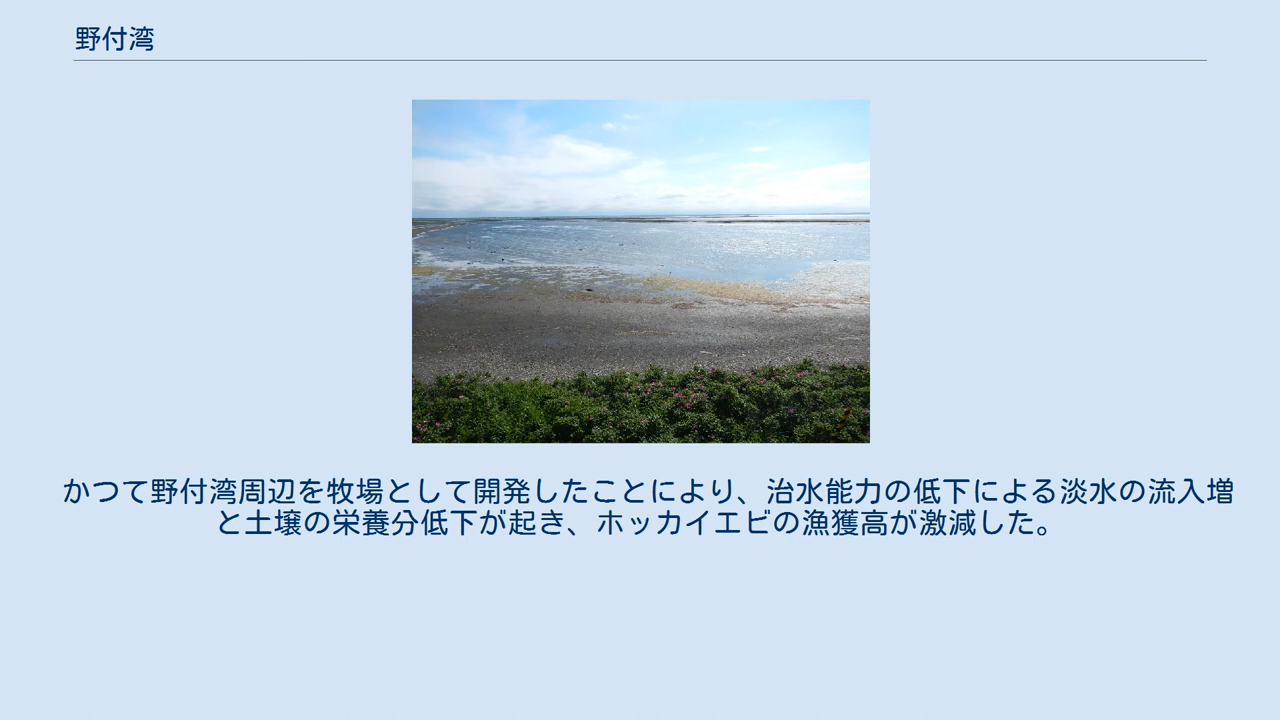 野付湾
かつて野付湾周辺を牧場として開発したことにより、治水能力の低下による淡水の流入増
と土壌の栄養分低下が起き、ホッカイエビの漁獲高が激減した。